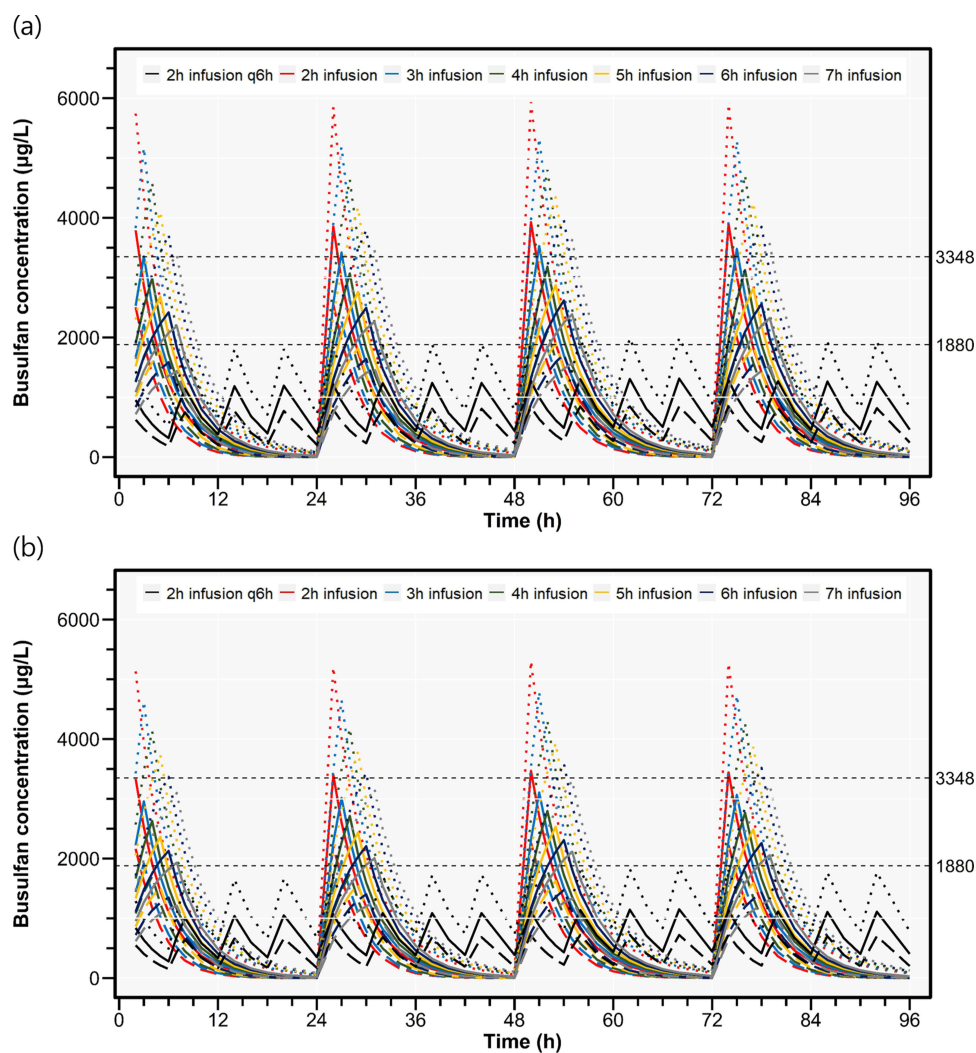 (a)
2h infusion q6h 2h infusion 3h infusion 4h infusion 5h infusion 6h infusion 7h infusion
Busulfan concentration (µg/L)
6000
4000
3348
2000
1880
0
0 12 24 36 48 60 72 84 96
Time (h)
(b)
2h infusion q6h 2h infusion 3h infusion 4h infusion 5h infusion 6h infusion 7h infusion
Busulfan concentration (µg/L)
6000
4000
3348
2000
1880
0
0 12 24 36 48 60 72 84 96
Time (h)